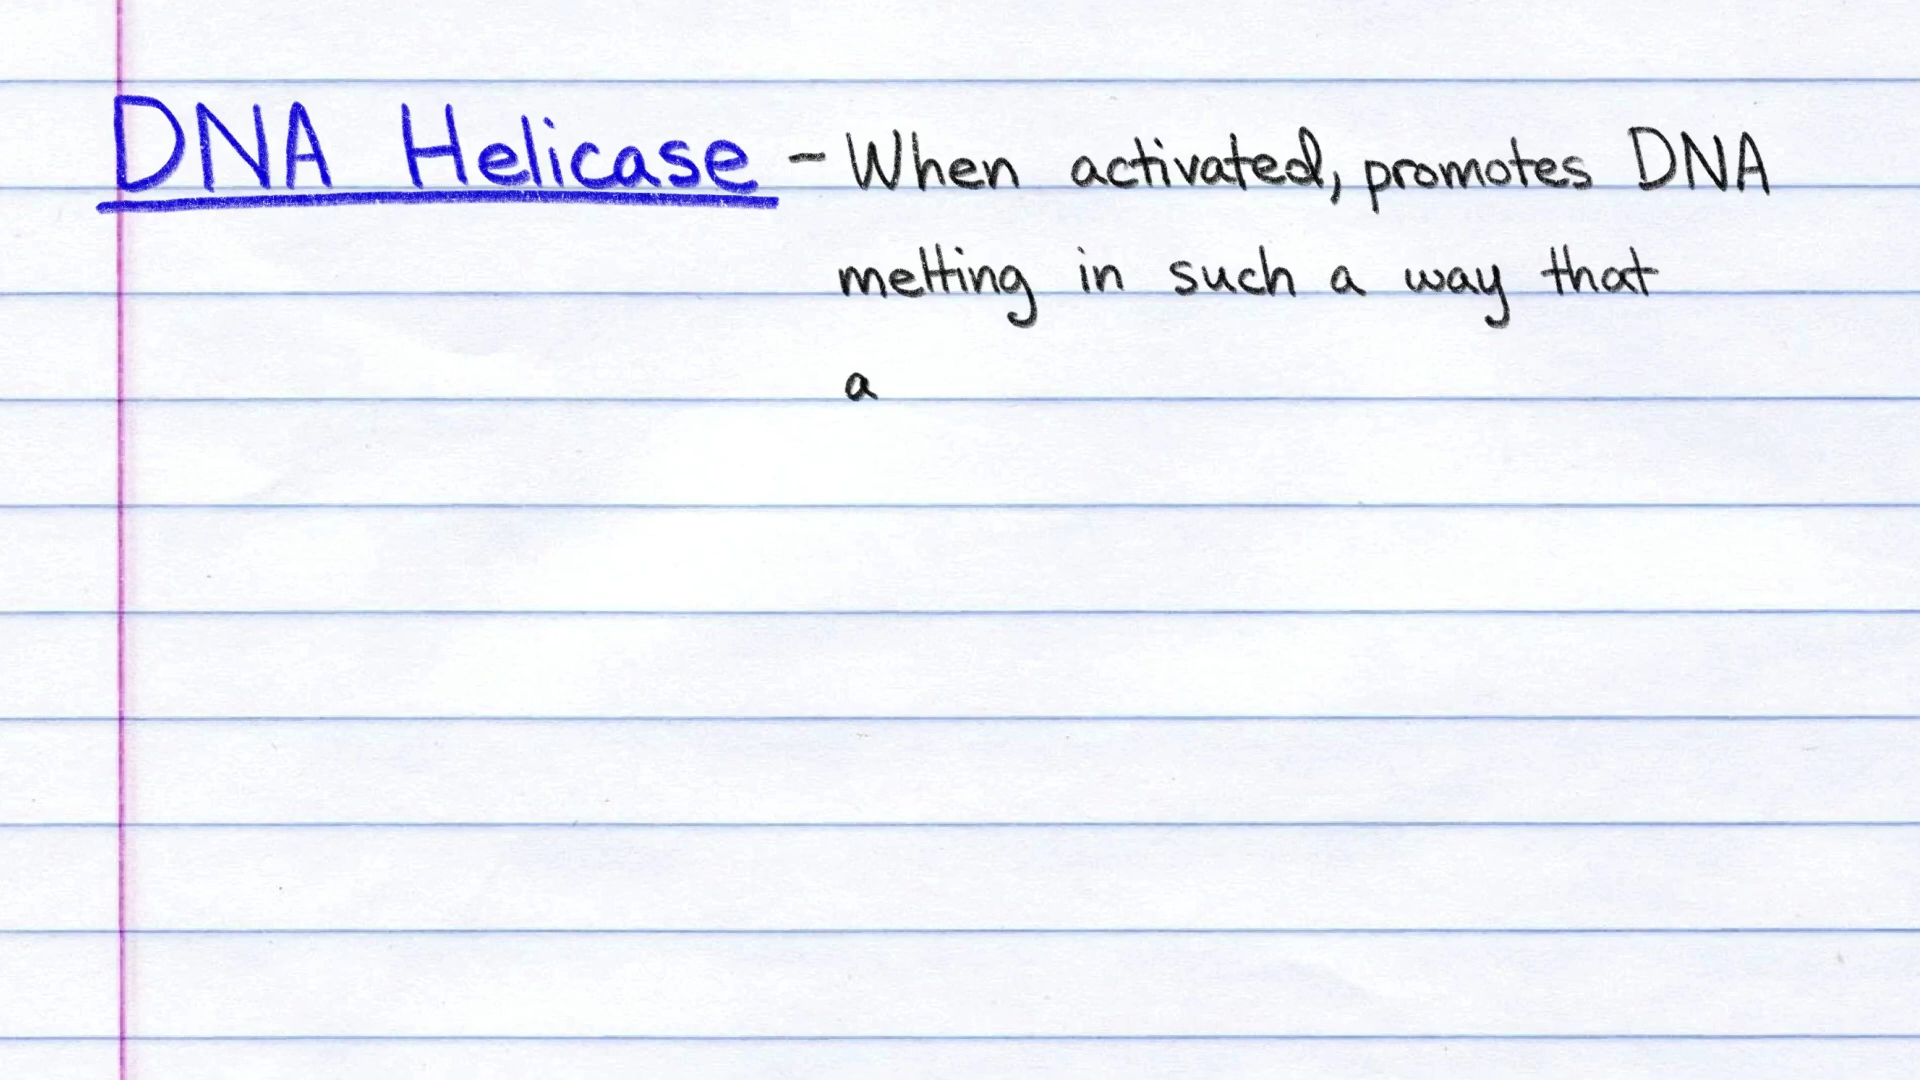 DNA Helicase - When activated, promotes DNA
melting in such a way that
a